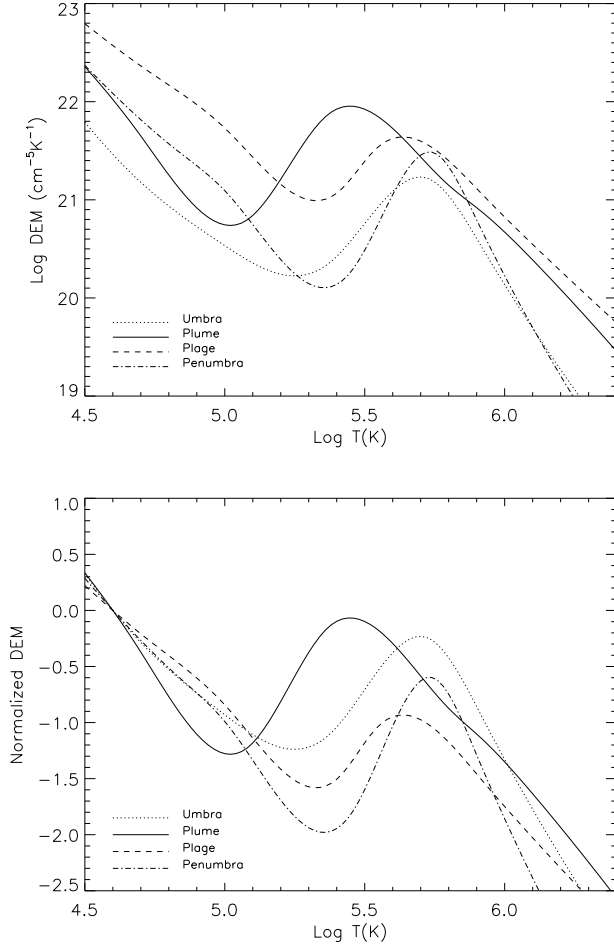 23
22
21
20
19
Log DEM (cm⁻⁵K⁻¹)
Umbra
Plume
Plage
Penumbra
4.5 5.0 5.5 6.0
Log T(K)
1.0
0.5
0.0
−0.5
−1.0
−1.5
−2.0
−2.5
Normalized DEM
Umbra
Plume
Plage
Penumbra
4.5 5.0 5.5 6.0
Log T(K)